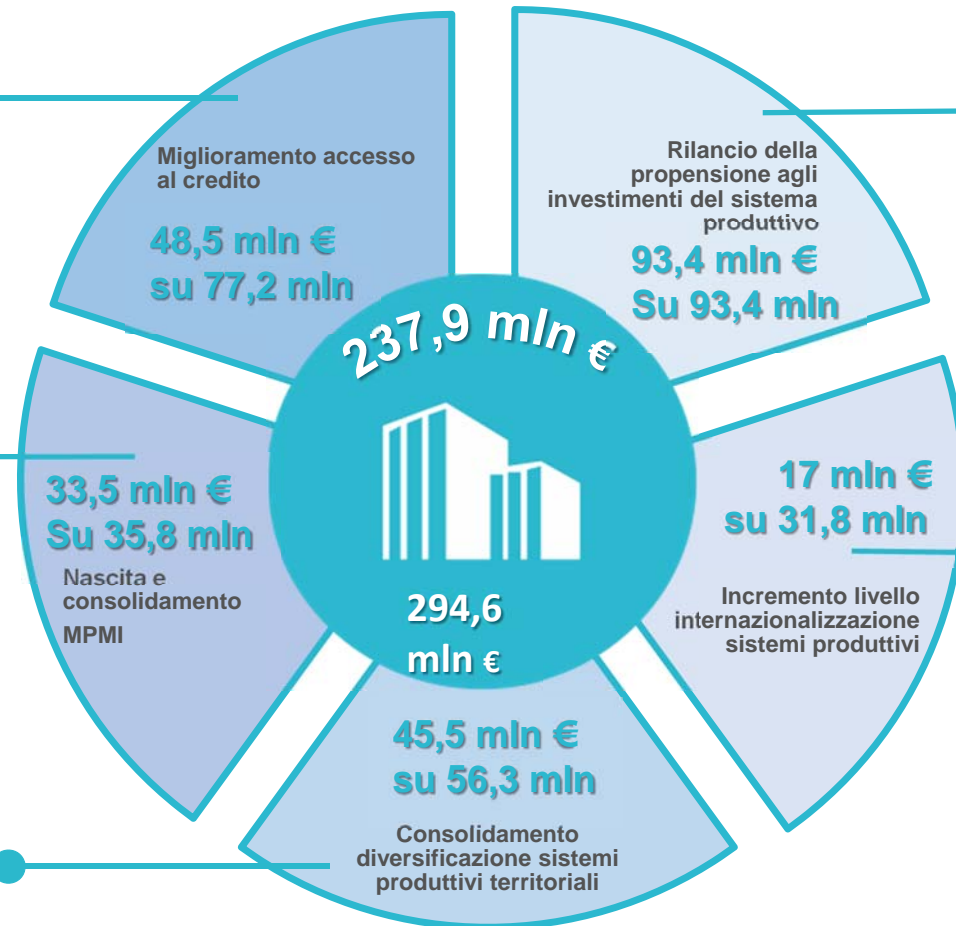 Miglioramento accesso
al credito
48,5 mln €
su 77,2 mln
Rilancio della
propensione agli
investimenti del sistema
produttivo
93,4 mln €
Su 93,4 mln
237,9 mln €
294,6
mln €
33,5 mln €
Su 35,8 mln
Nascita e
consolidamento
MPMI
17 mln €
su 31,8 mln
Incremento livello
internazionalizzazione
sistemi produttivi
45,5 mln €
su 56,3 mln
Consolidamento
diversificazione sistemi
produttivi territoriali